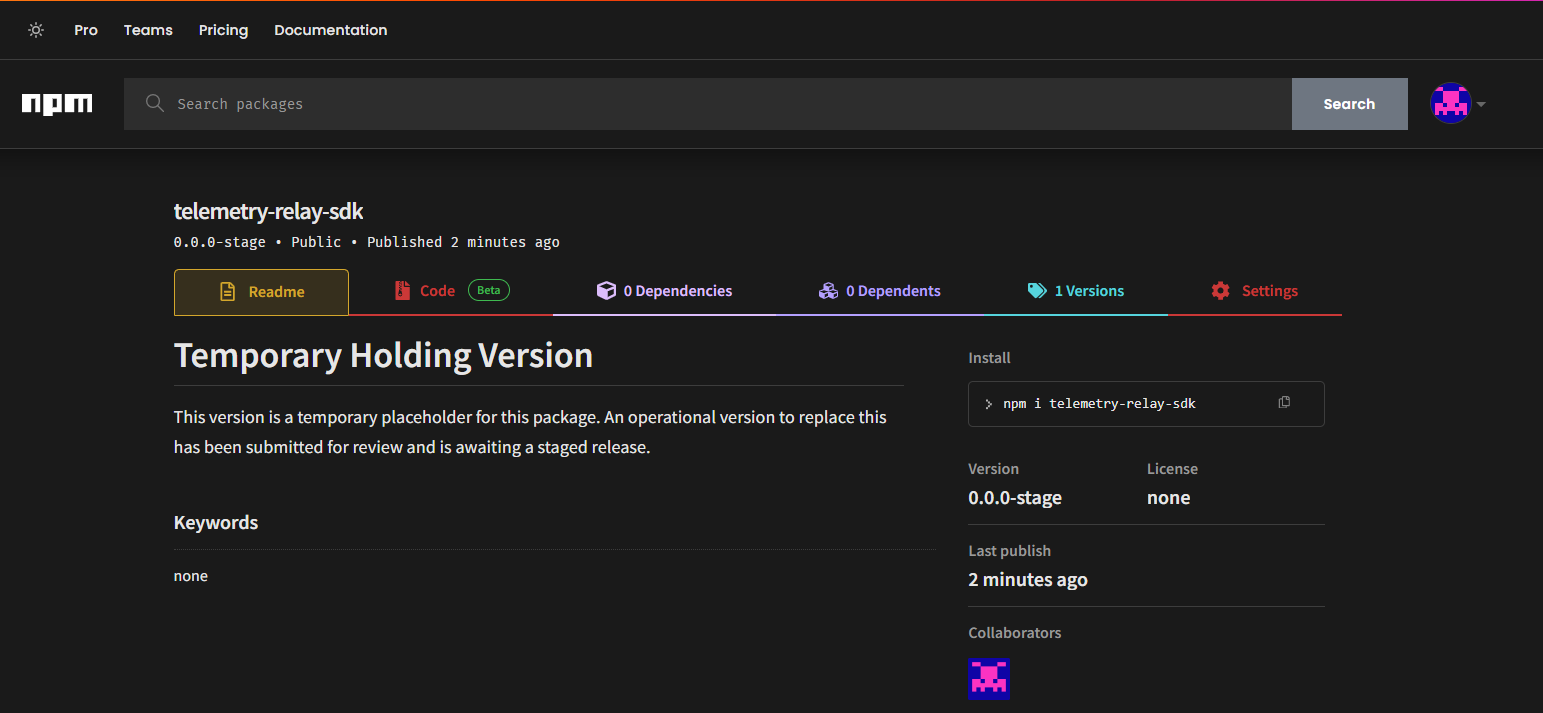 Pro Teams Pricing Documentation
npm Search packages Search
telemetry-relay-sdk
0.0.0-stage • Public • Published 2 minutes ago
Readme Code Beta 0 Dependencies 0 Dependents 1 Versions Settings
Temporary Holding Version
This version is a temporary placeholder for this package. An operational version to replace this
has been submitted for review and is awaiting a staged release.
Keywords
none
Install
> npm i telemetry-relay-sdk
Version License
0.0.0-stage none
Last publish
2 minutes ago
Collaborators